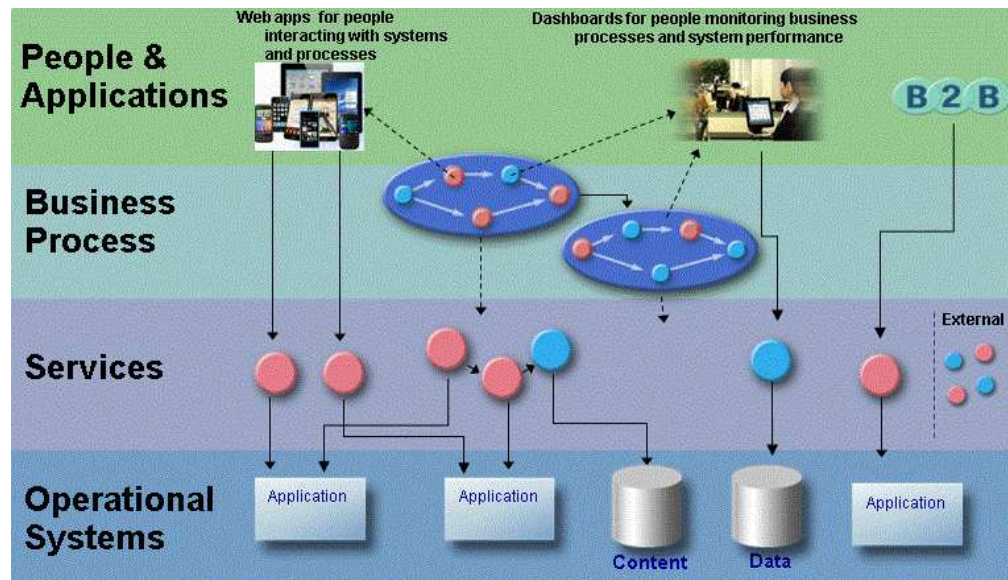 Web apps for people
interacting with systems
and processes
Dashboards for people monitoring business
processes and system performance
People &
Applications
B2B
Business
Process
Services
External
Operational
Systems
Application
Application
Content
Data
Application